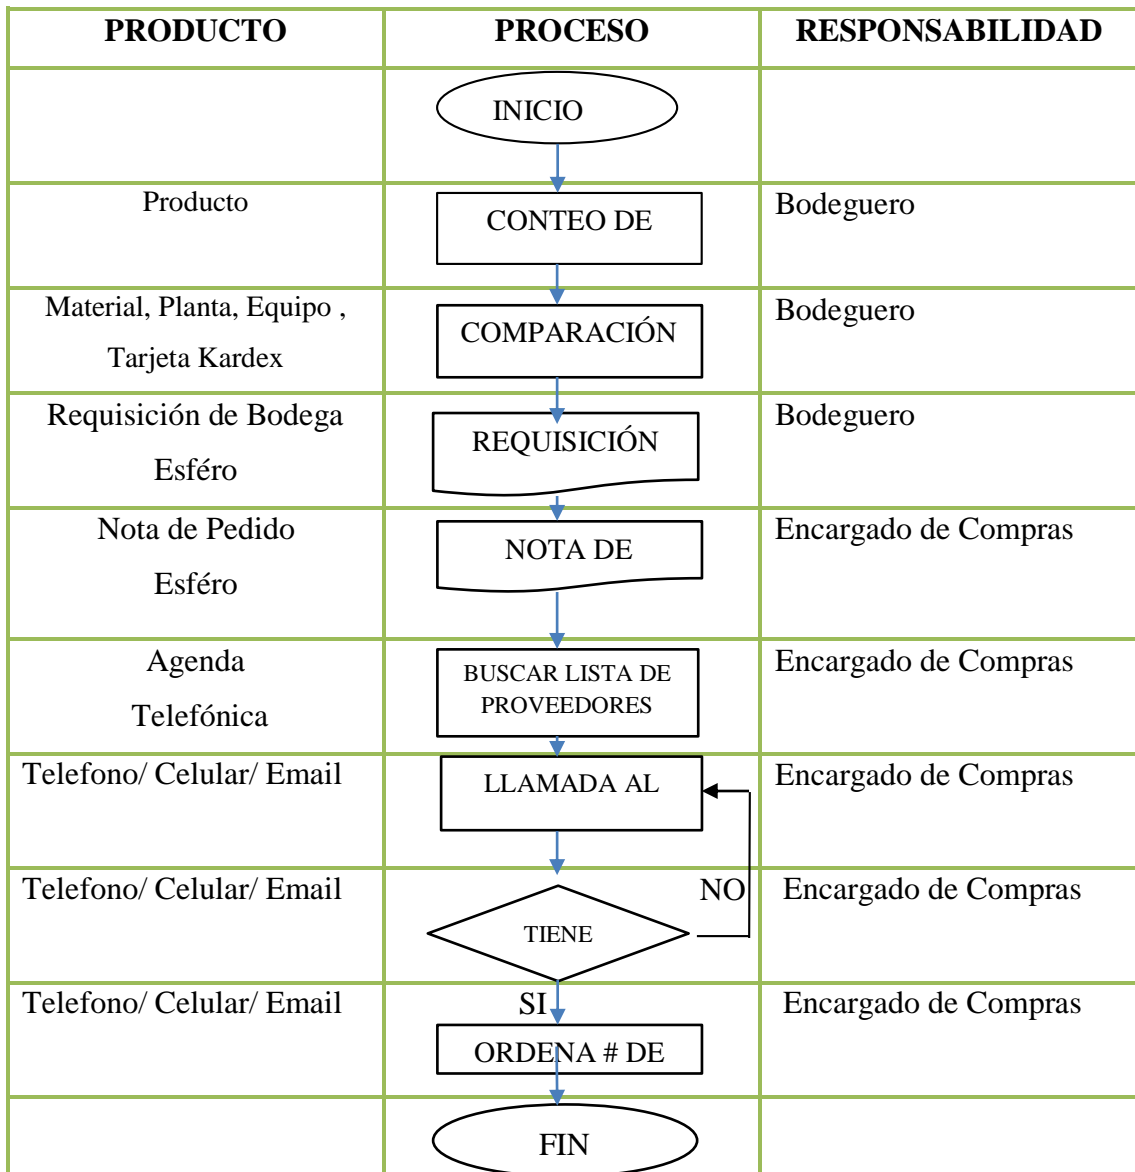 PRODUCTO PROCESO RESPONSABILIDAD
INICIO
Producto CONTEO DE Bodeguero
Material, Planta, Equipo ,
Tarjeta Kardex
COMPARACIÓN
Bodeguero
Requisición de Bodega
Esféro
REQUISICIÓN
Bodeguero
Nota de Pedido
Esféro
NOTA DE
Encargado de Compras
Agenda
Telefónica
BUSCAR LISTA DE
PROVEEDORES
Encargado de Compras
Telefono/ Celular/ Email LLAMADA AL Encargado de Compras
Telefono/ Celular/ Email NO Encargado de Compras
TIENE
Telefono/ Celular/ Email SI Encargado de Compras
ORDENA # DE
FIN